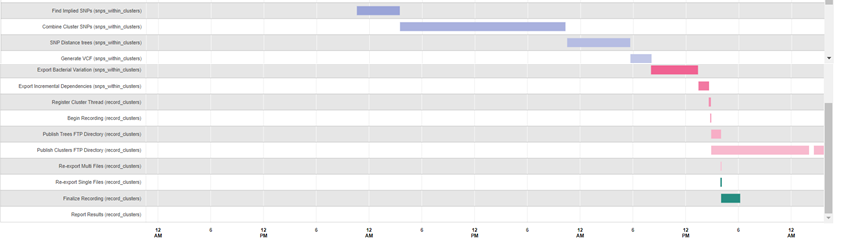 Find Implied SNPs (snps_within_clusters)
Combine Cluster SNPs (snps_within_clusters)
SNP Distance trees (snps_within_clusters)
Generate VCF (snps_within_clusters)
Export Bacterial Variation (snps_within_clusters)
Export Incremental Dependencies (snps_within_clusters)
Register Cluster Thread (record_clusters)
Begin Recording (record_clusters)
Publish Trees FTP Directory (record_clusters)
Publish Clusters FTP Directory (record_clusters)
Re-export Multi Files (record_clusters)
Re-export Single Files (record_clusters)
Finalize Recording (record_clusters)
Report Results (record_clusters)
12 6 12 6 12 6 12 6 12 6 12 6 12
AM PM AM PM AM PM AM